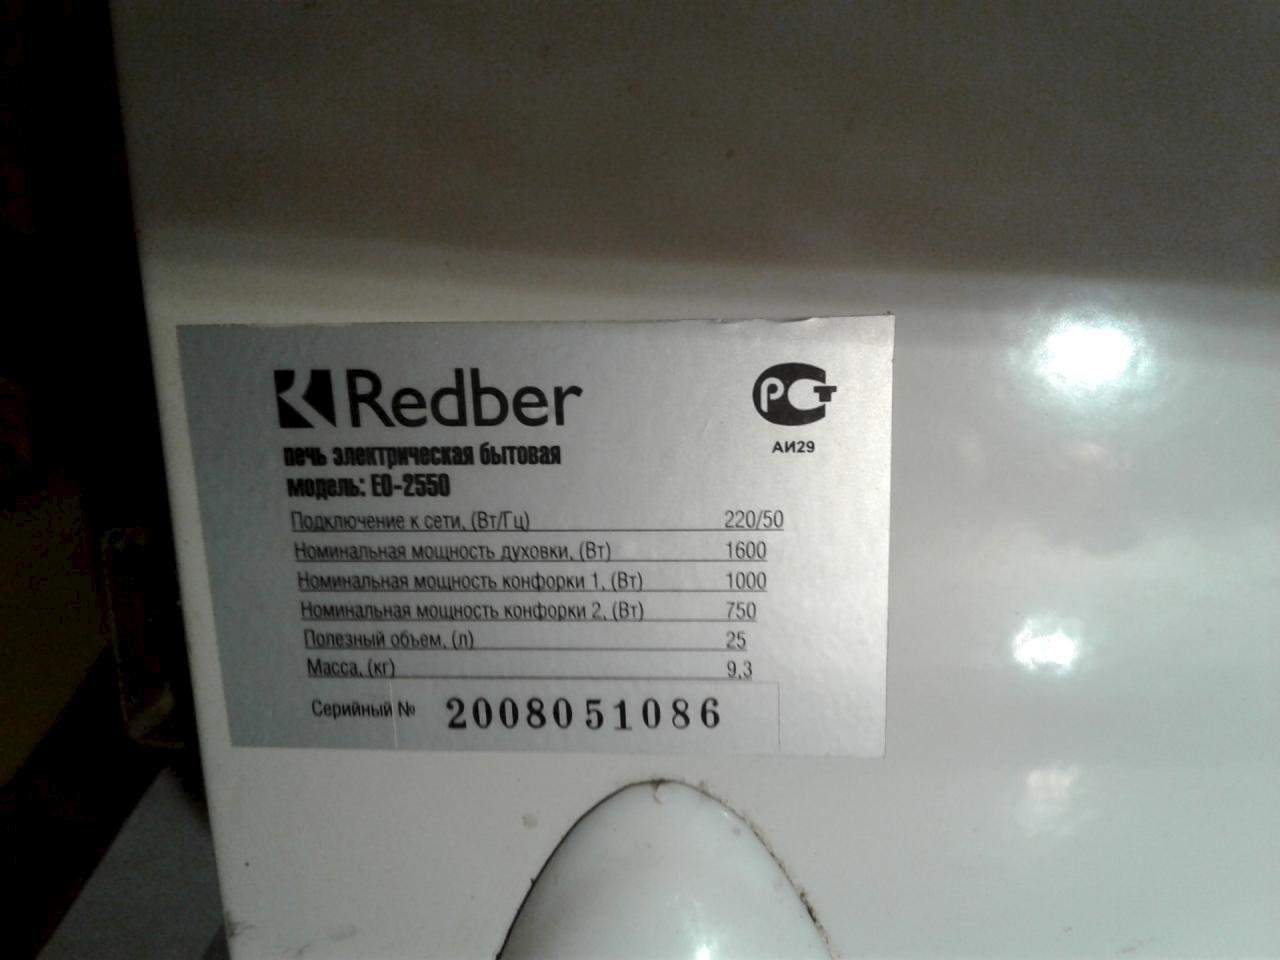 Redber
РСТ
АИ29
печь электрическая бытовая
модель: ЕО-2550
Подключение к сети, (Вт/Гц) 220/50
Номинальная мощность духовки, (Вт) 1600
Номинальная мощность конфорки 1, (Вт) 1000
Номинальная мощность конфорки 2, (Вт) 750
Полезный объем, (л) 25
Масса, (кг) 9,3
Серийный № 2008051086